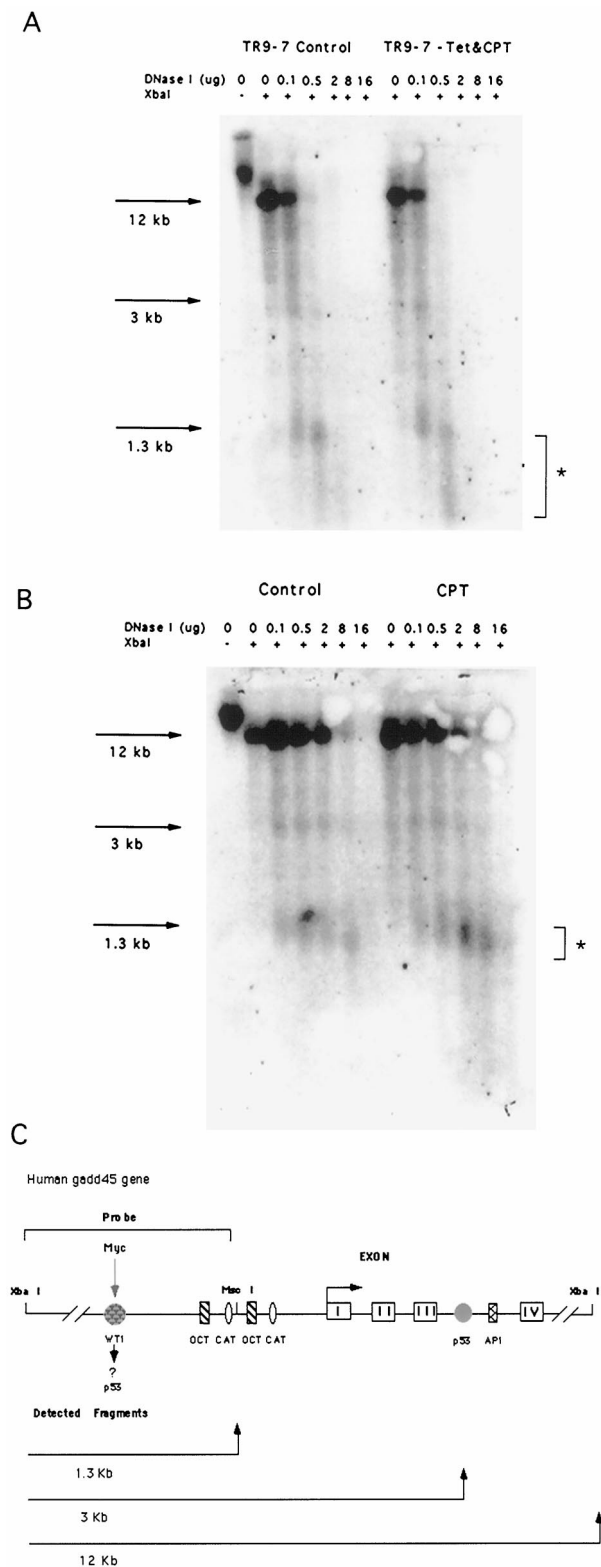 A
TR9-7 Control TR9-7 - Tet&CPT
DNase I (ug) 0 0 0.1 0.5 2 8 16 0 0.1 0.5 2 8 16
XbaI - + + + + + + + + + + + +
12 kb
3 kb
1.3 kb
*
B
Control CPT
DNase I (ug) 0 0 0.1 0.5 2 8 16 0 0.1 0.5 2 8 16
XbaI - + + + + + + + + + + + +
12 kb
3 kb
1.3 kb
*
C
Human gadd45 gene
Probe
Myc EXON
Xba I Msc I Xba I
I II III IV
WT1 OCT CAT OCT CAT p53 AP1
?
p53
Detected Fragments
1.3 Kb
3 Kb
12 Kb